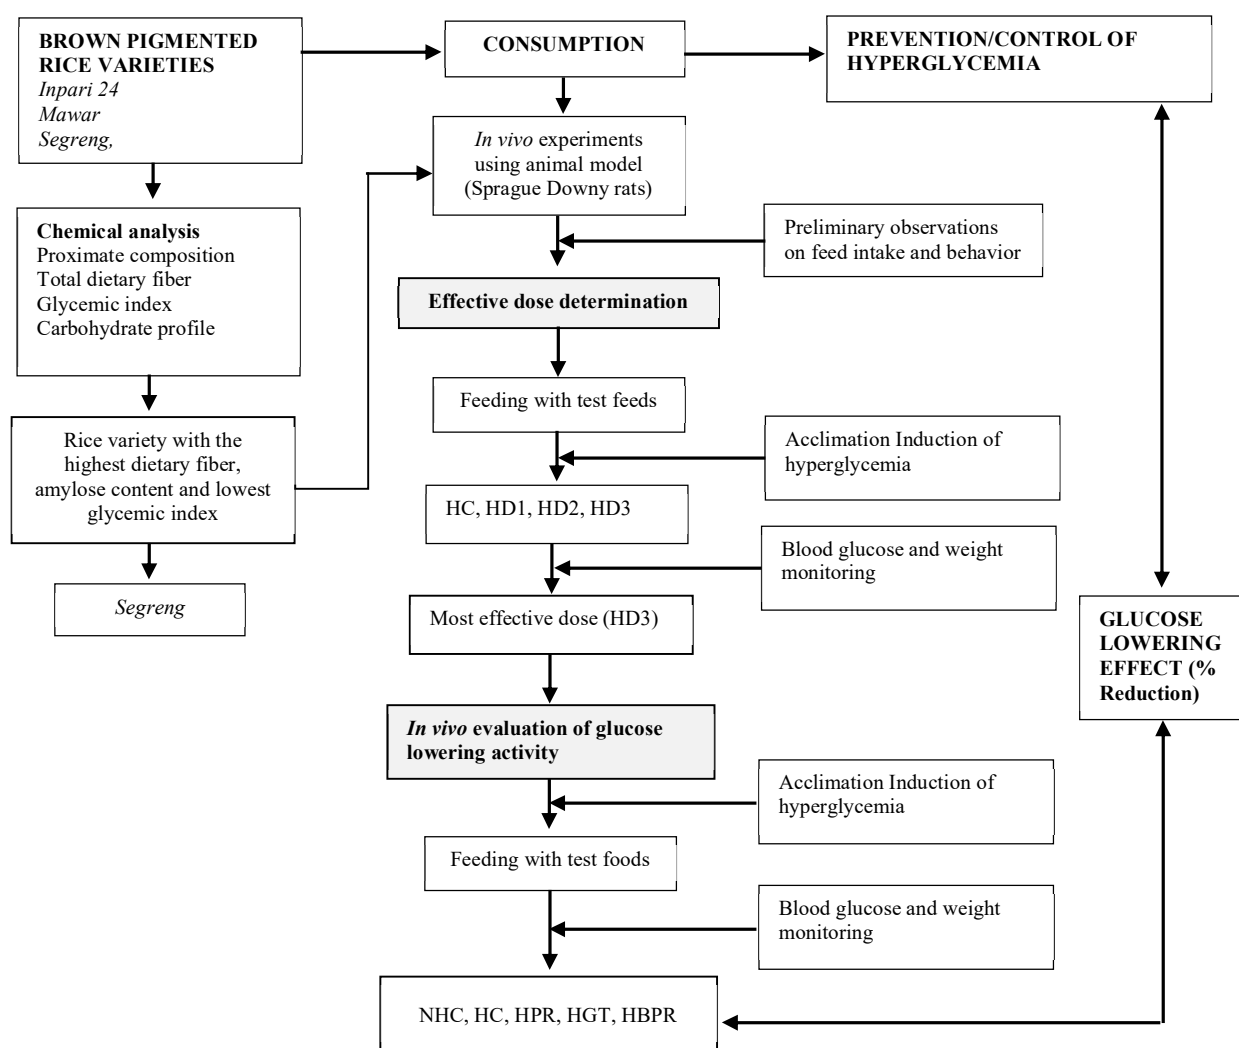 BROWN PIGMENTED
RICE VARIETIES
Inpari 24
Mawar
Segreng,
CONSUMPTION
PREVENTION/CONTROL OF
HYPERGLYCEMIA
In vivo experiments
using animal model
(Sprague Downy rats)
Chemical analysis
Proximate composition
Total dietary fiber
Glycemic index
Carbohydrate profile
Preliminary observations
on feed intake and behavior
Effective dose determination
Feeding with test feeds
Rice variety with the
highest dietary fiber,
amylose content and lowest
glycemic index
Acclimation Induction of
hyperglycemia
HC, HD1, HD2, HD3
Blood glucose and weight
monitoring
Segreng
Most effective dose (HD3)
GLUCOSE
LOWERING
EFFECT (%
Reduction)
In vivo evaluation of glucose
lowering activity
Acclimation Induction of
hyperglycemia
Feeding with test foods
Blood glucose and weight
monitoring
NHC, HC, HPR, HGT, HBPR